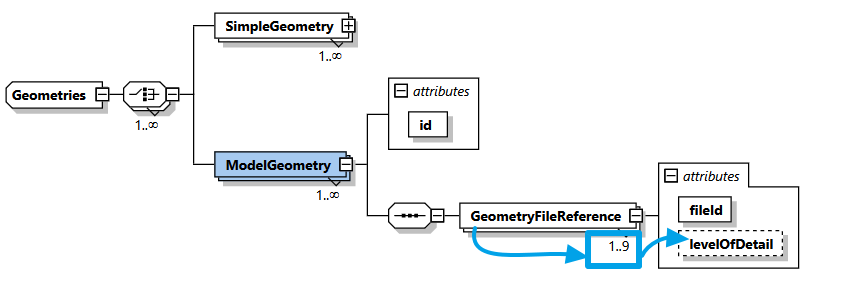 SimpleGeometry
1..∞
Geometries
1..∞
ModelGeometry
1..∞
attributes
id
GeometryFileReference
1..9
attributes
fileId
levelOfDetail